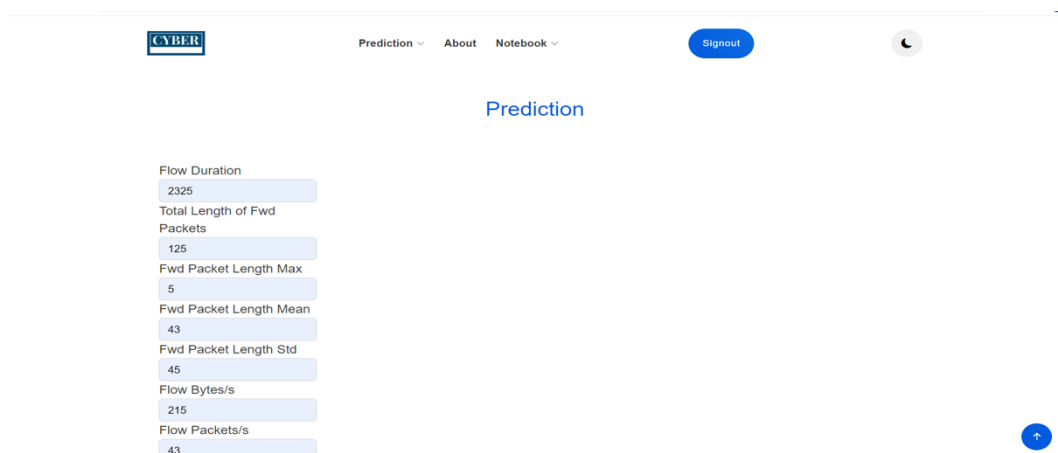 CYBER
Prediction About Notebook Signout
Prediction
Flow Duration
2325
Total Length of Fwd
Packets
125
Fwd Packet Length Max
5
Fwd Packet Length Mean
43
Fwd Packet Length Std
45
Flow Bytes/s
215
Flow Packets/s
43